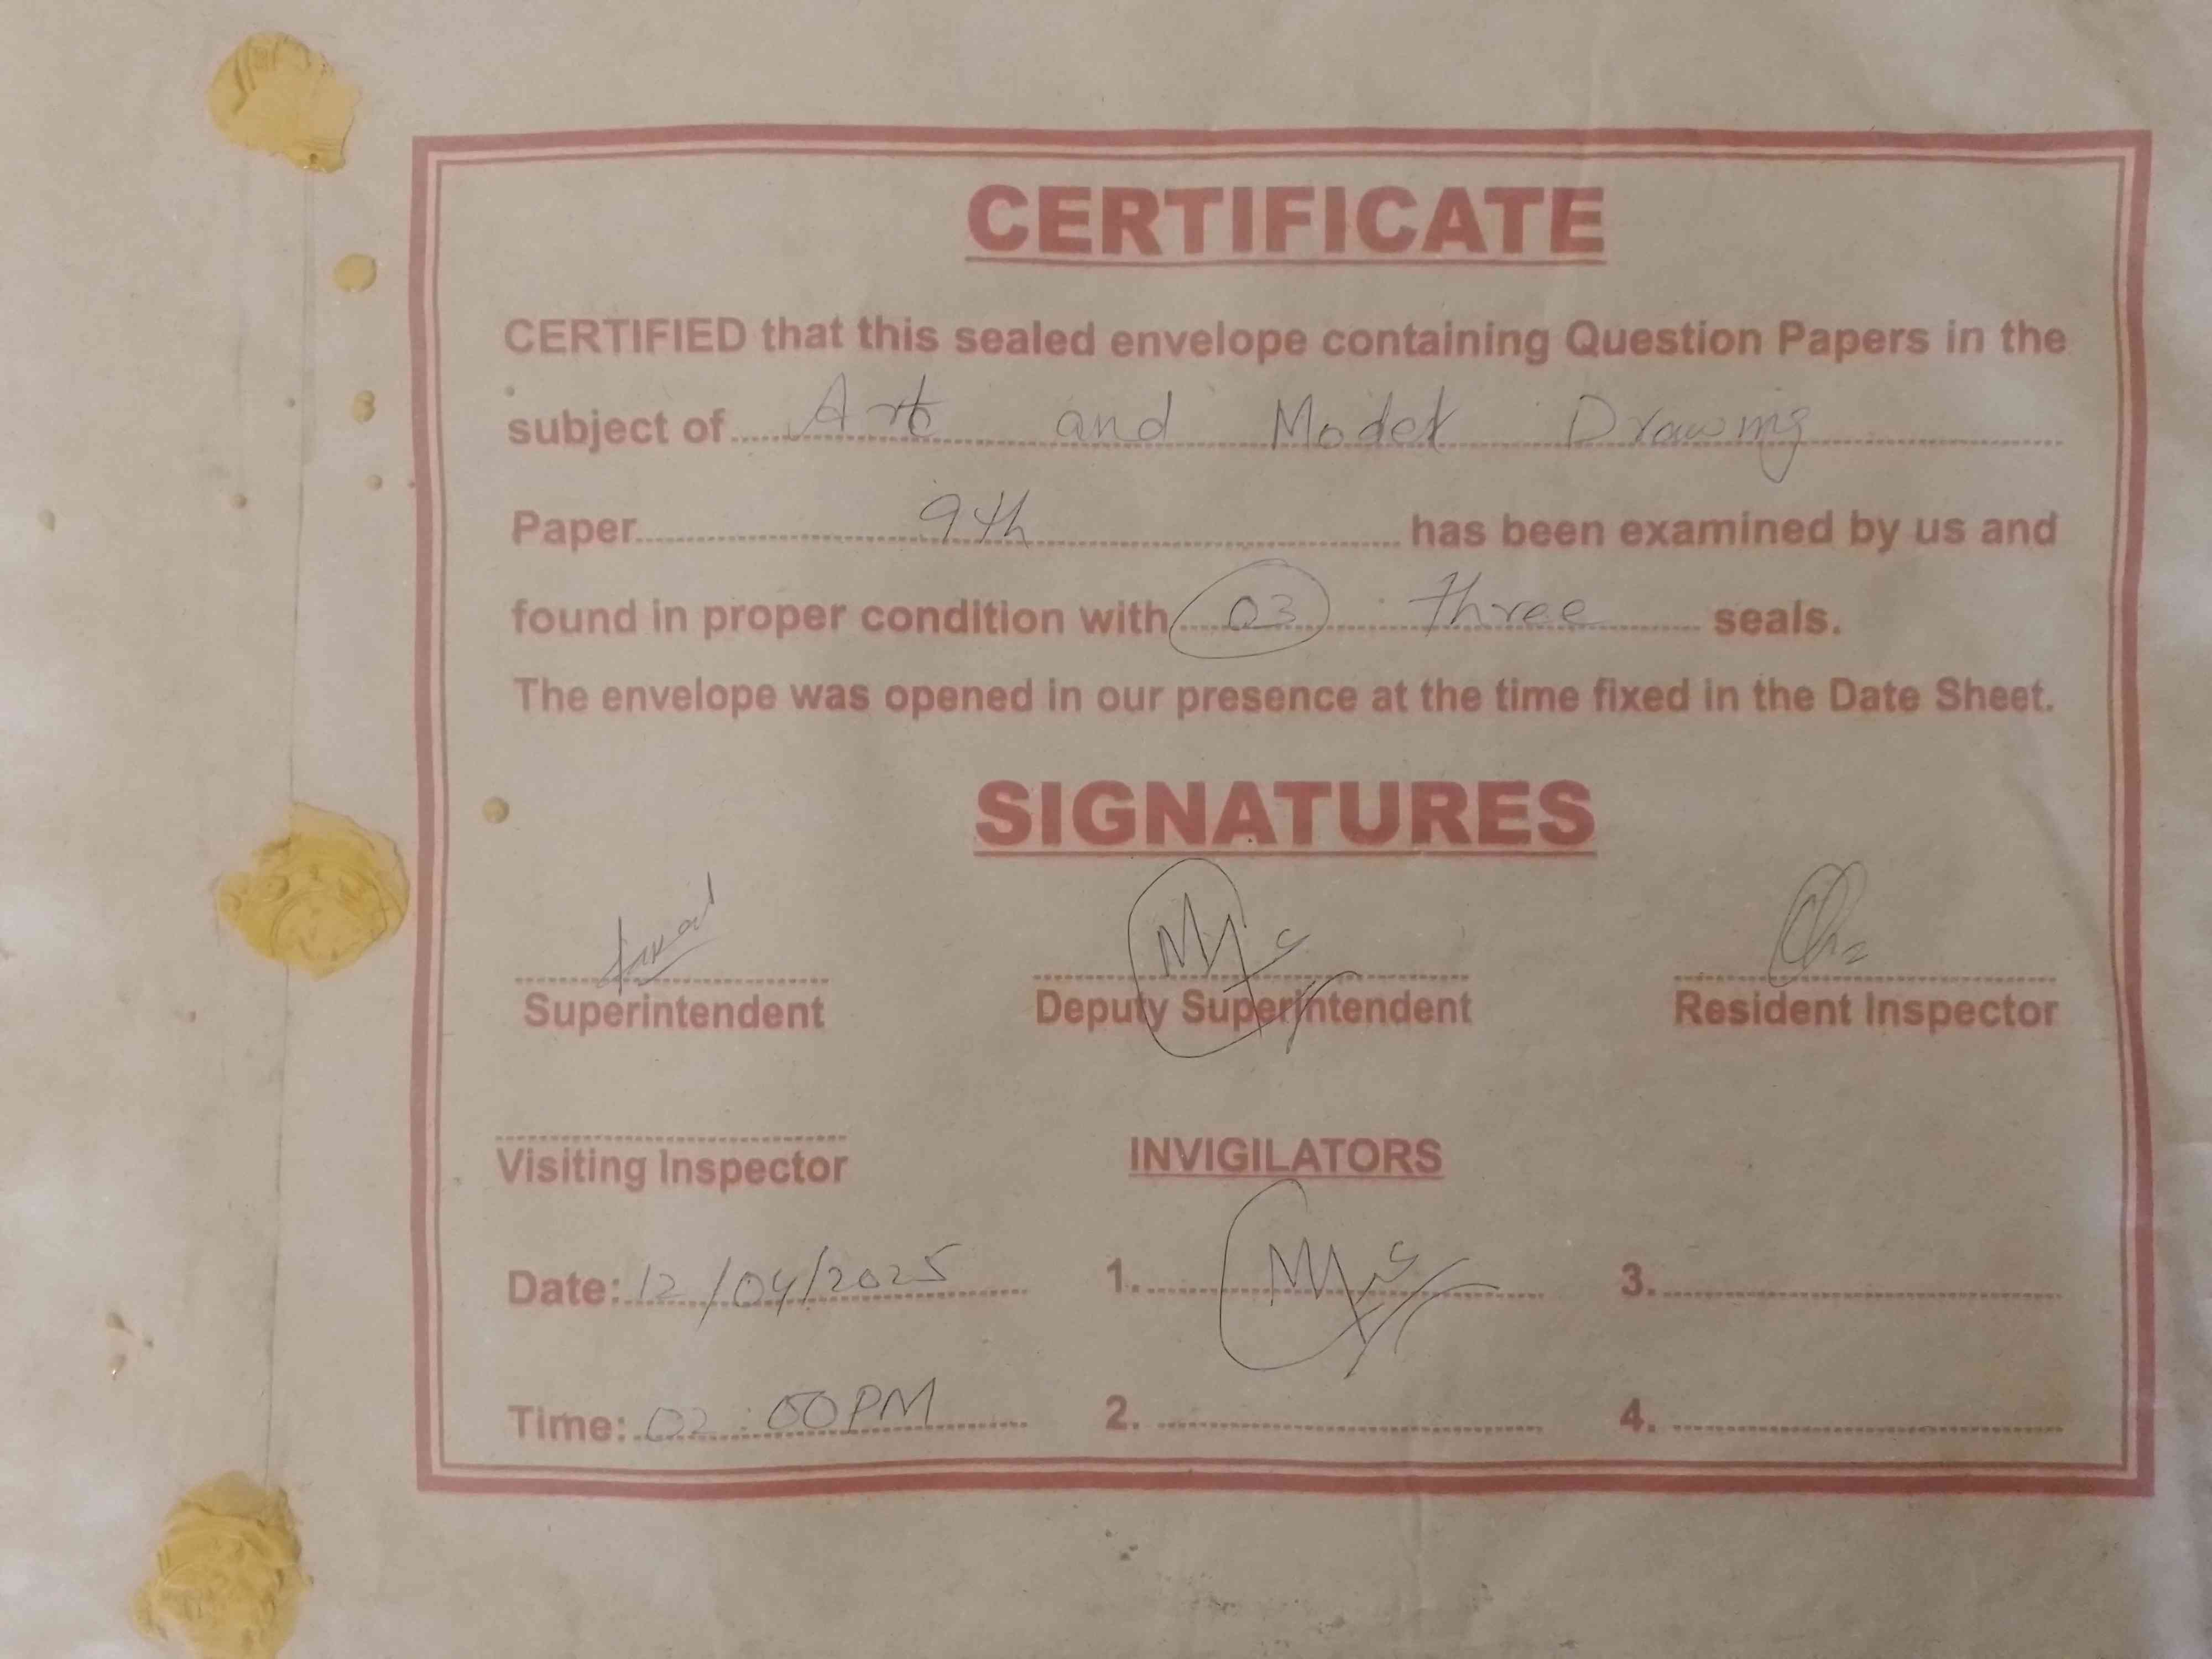 CERTIFICATE
CERTIFIED that this sealed envelope containing Question Papers in the
subject of Art and Model Drawing
Paper 9th has been examined by us and
found in proper condition with 03 three seals.
The envelope was opened in our presence at the time fixed in the Date Sheet.
SIGNATURES
Superintendent Deputy Superintendent Resident Inspector
Visiting Inspector INVIGILATORS
Date: 12/04/2025 1. 3.
Time: 02:00PM 2. 4.